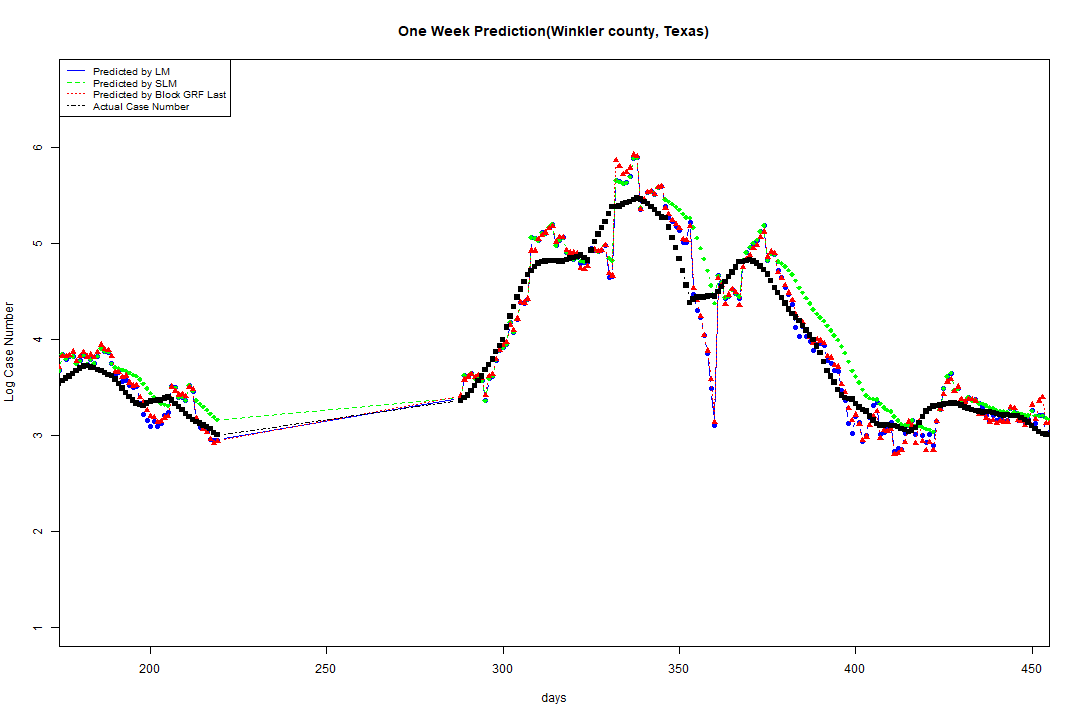 One Week Prediction(Winkler county, Texas)
Predicted by LM
Predicted by SLM
Predicted by Block GRF Last
Actual Case Number
Log Case Number
6
5
4
3
2
1
200 250 300 350 400 450
days